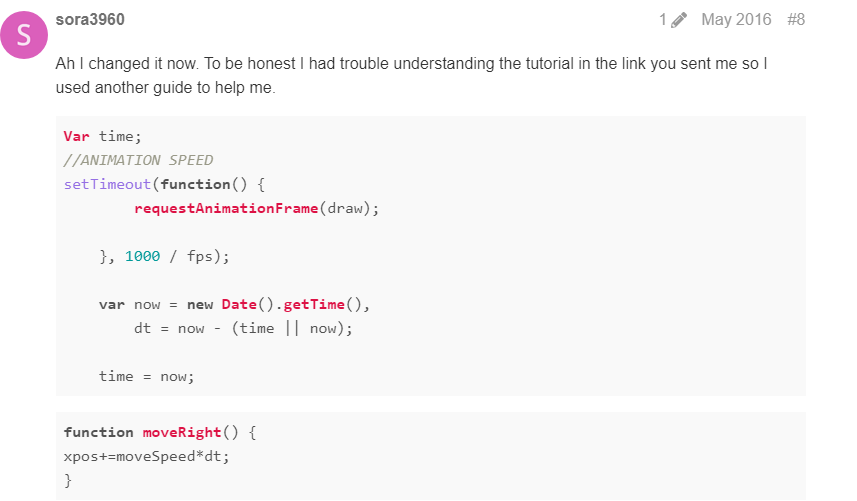 S
sora3960
1 May 2016 #8
Ah I changed it now. To be honest I had trouble understanding the tutorial in the link you sent me so I
used another guide to help me.
Var time;
//ANIMATION SPEED
setTimeout(function() {
        requestAnimationFrame(draw);

    }, 1000 / fps);

    var now = new Date().getTime(),
        dt = now - (time || now);

    time = now;

function moveRight() {
xpos+=moveSpeed*dt;
}